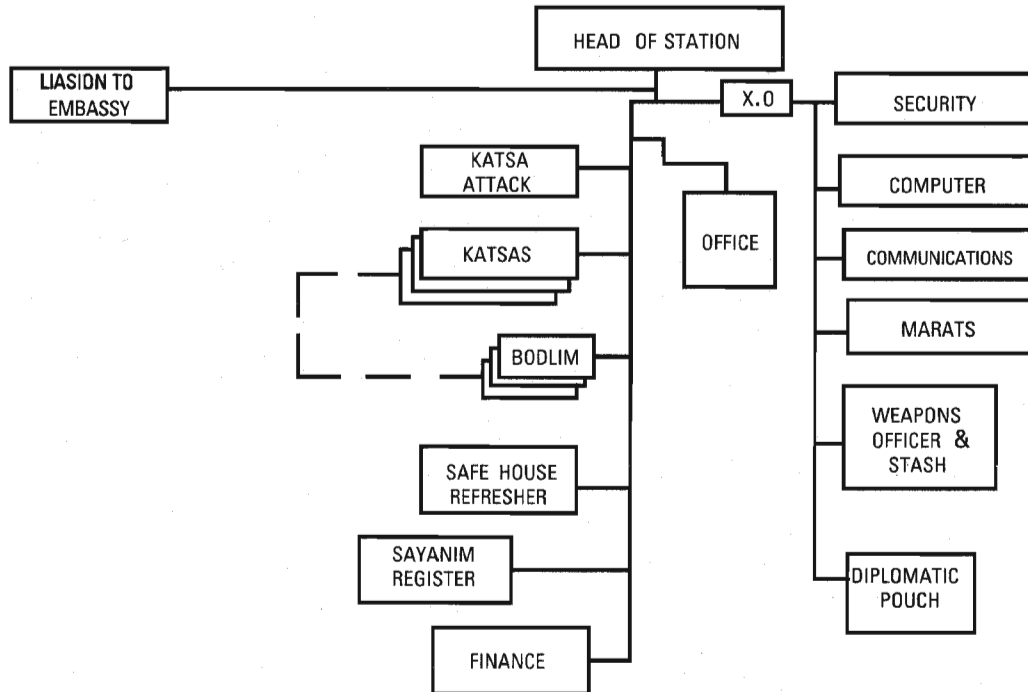 HEAD OF STATION
LIASION TO
EMBASSY
X.O
SECURITY
KATSA
ATTACK
COMPUTER
OFFICE
KATSAS
COMMUNICATIONS
MARATS
BODLIM
WEAPONS
OFFICER &
STASH
SAFE HOUSE
REFRESHER
SAYANIM
REGISTER
DIPLOMATIC
POUCH
FINANCE